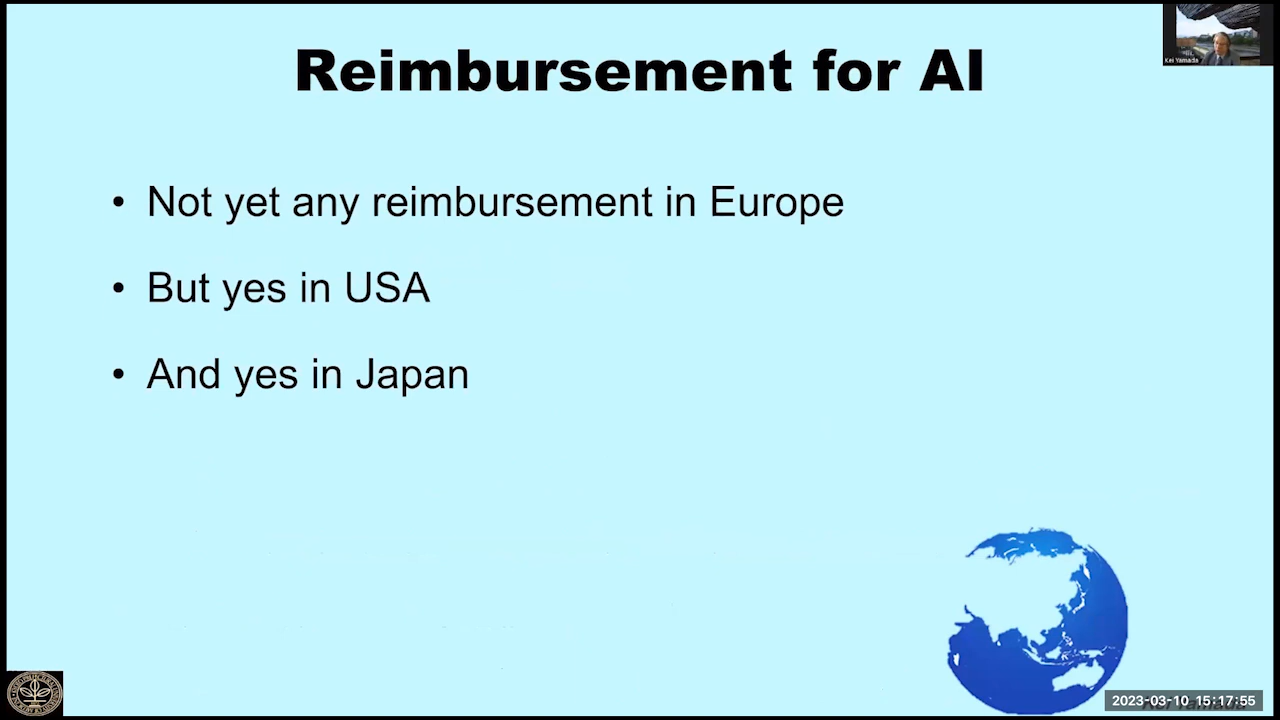 Reimbursement for AI
Kei Yamada
• Not yet any reimbursement in Europe
• But yes in USA
• And yes in Japan
2023-03-10 15:17:55